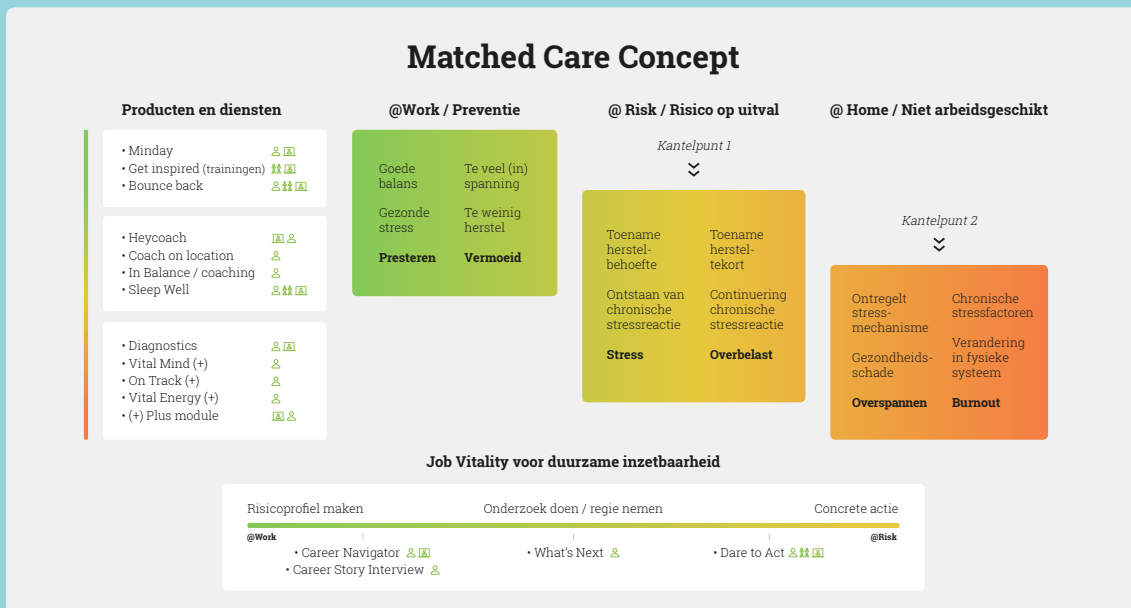 Matched Care Concept
Producten en diensten
• Minday
• Get inspired (trainingen)
• Bounce back
• Heycoach
• Coach on location
• In Balance / coaching
• Sleep Well
• Diagnostics
• Vital Mind (+)
• On Track (+)
• Vital Energy (+)
• (+) Plus module
@Work / Preventie
Goede
balans
Gezonde
stress
Presteren
Te veel (in)
spanning
Te weinig
herstel
Vermoeid
@ Risk / Risico op uitval
Kantelpunt 1
Toename
herstel-
behoefte
Ontstaan van
chronische
stressreactie
Stress
Toename
herstel-
tekort
Continuering
chronische
stressreactie
Overbelast
@ Home / Niet arbeidsgeschikt
Kantelpunt 2
Ontregelt
stress-
mechanisme
Gezondheids-
schade
Overspannen
Chronische
stressfactoren
Verandering
in fysieke
systeem
Burnout
Job Vitality voor duurzame inzetbaarheid
Risicoprofiel maken
Onderzoek doen / regie nemen
Concrete actie
@Work
@Risk
• Career Navigator
• Career Story Interview
• What's Next
• Dare to Act